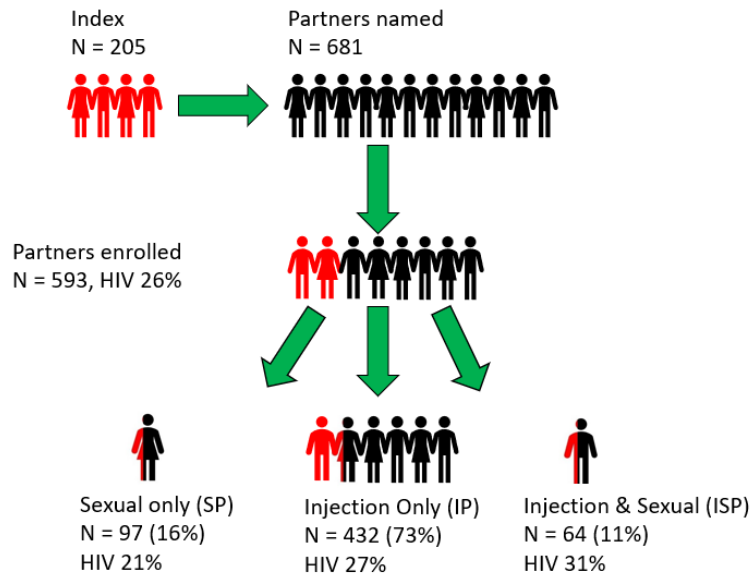 Index
N = 205
Partners named
N = 681
Partners enrolled
N = 593, HIV 26%
Sexual only (SP)
N = 97 (16%)
HIV 21%
Injection Only (IP)
N = 432 (73%)
HIV 27%
Injection & Sexual (ISP)
N = 64 (11%)
HIV 31%